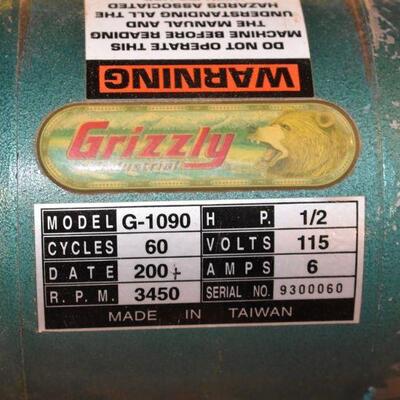 WARNING
DO NOT OPERATE THIS
MACHINE BEFORE READING
THE MANUAL AND
UNDERSTANDING ALL THE
HAZARDS ASSOCIATED
Grizzly
MODEL G-1090 H. P. 1/2
CYCLES 60 VOLTS 115
DATE AMPS 6
R. P. M. 3450 SERIAL NO. 9300060
MADE IN TAIWAN